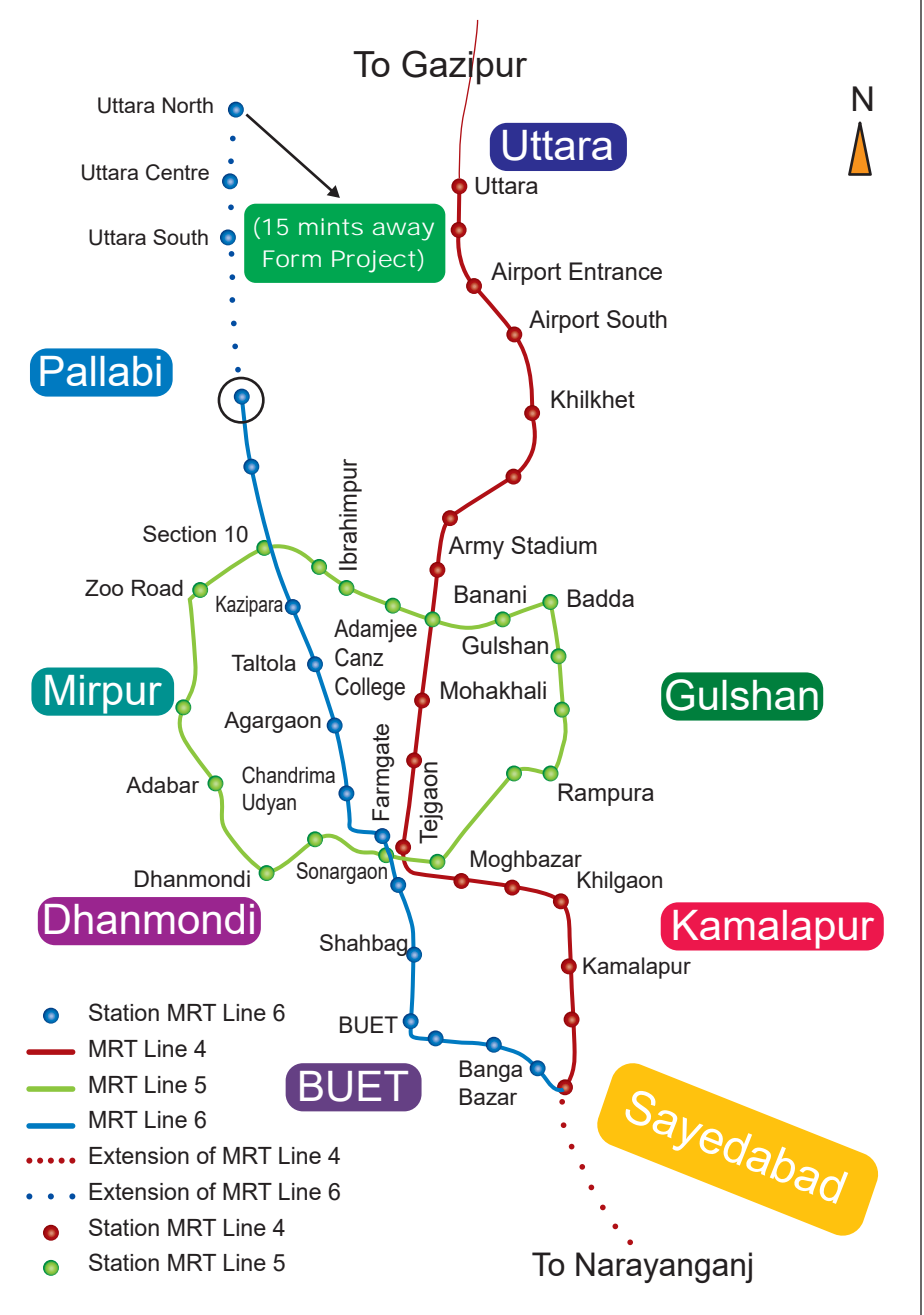 To Gazipur
N
Uttara North
Uttara
Uttara Centre
Uttara
(15 mints away
Form Project)
Uttara South
Airport Entrance
Airport South
Pallabi
Khilkhet
Ibrahimpur
Section 10
Army Stadium
Zoo Road
Kazipara
Banani
Badda
Adamjee
Canz
College
Gulshan
Taltola
Mirpur
Mohakhali
Gulshan
Agargaon
Farmgate
Chandrima
Udyan
Adabar
Tejgaon
Rampura
Dhanmondi
Sonargaon
Moghbazar
Khilgaon
Dhanmondi
Kamalapur
Shahbag
Kamalapur
Station MRT Line 6
BUET
MRT Line 4
MRT Line 5
BUET
Banga
Bazar
MRT Line 6
Sayedabad
Extension of MRT Line 4
Extension of MRT Line 6
Station MRT Line 4
Station MRT Line 5
To Narayanganj